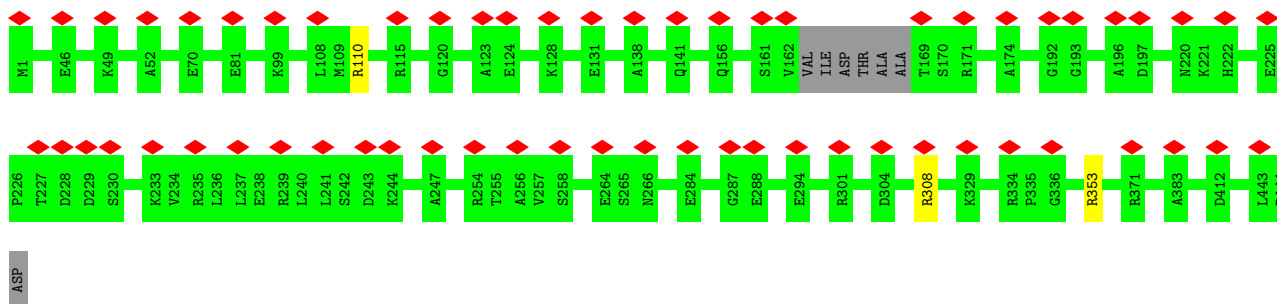 M1 E46 K49 A52 E70 E81 K99 L108 M109 R110 R115 G120 A123 E124 K128 E131 A138 Q141 Q156 S161 V162 VAL ILE ASP THR ALA ALA T169 S170 R171 A174 G192 G193 A196 D197 N220 K221 H222 E225
P226 T227 D228 D229 S230 K233 V234 R235 L236 L237 E238 R239 L240 L241 S242 D243 K244 A247 R254 T255 A256 V257 S258 E264 S265 N266 E284 G287 E288 E294 R301 D304 R308 K329 R334 P335 G336 R353 R371 A383 D412 L443
ASP